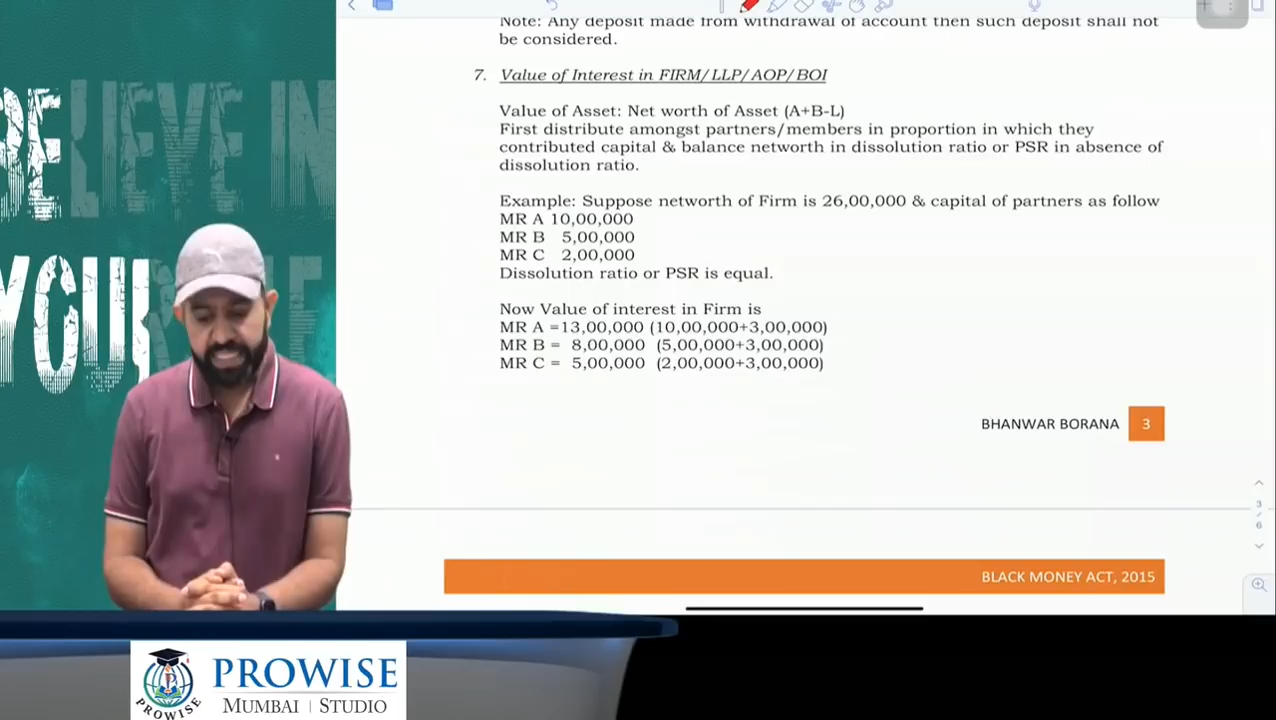 Note: Any deposit made from withdrawal of account then such deposit shall not
be considered.
7. Value of Interest in FIRM/LLP/AOP/BOI
Value of Asset: Net worth of Asset (A+B-L)
First distribute amongst partners/members in proportion in which they
contributed capital & balance networth in dissolution ratio or PSR in absence of
dissolution ratio.
Example: Suppose networth of Firm is 26,00,000 & capital of partners as follow
MR A 10,00,000
MR B 5,00,000
MR C 2,00,000
Dissolution ratio or PSR is equal.
Now Value of interest in Firm is
MR A =13,00,000 (10,00,000+3,00,000)
MR B = 8,00,000 (5,00,000+3,00,000)
MR C = 5,00,000 (2,00,000+3,00,000)
BHANWAR BORANA 3
3
/
6
BLACK MONEY ACT, 2015
BELIEVE IN
YOUR
PROWISE
MUMBAI | STUDIO
PROWISE